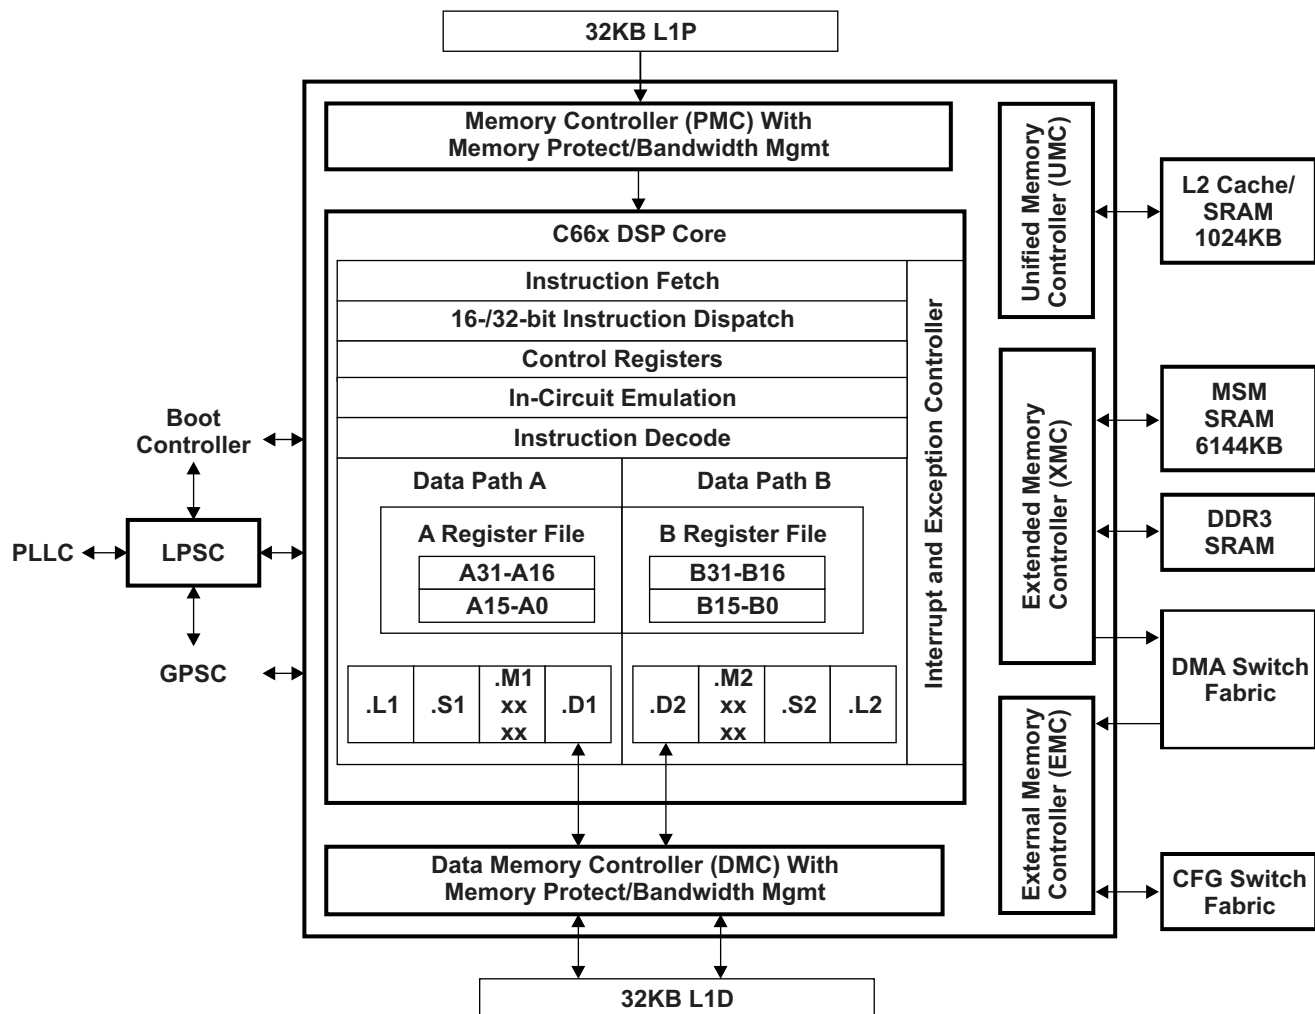 32KB L1P
Memory Controller (PMC) With
Memory Protect/Bandwidth Mgmt
C66x DSP Core
Instruction Fetch
16-/32-bit Instruction Dispatch
Control Registers
In-Circuit Emulation
Instruction Decode
Data Path A
Data Path B
A Register File
B Register File
A31-A16
A15-A0
B31-B16
B15-B0
.L1
.S1
.M1
xx
xx
.D1
.D2
.M2
xx
xx
.S2
.L2
Interrupt and Exception Controller
Data Memory Controller (DMC) With
Memory Protect/Bandwidth Mgmt
32KB L1D
Boot
Controller
PLLC
LPSC
GPSC
Unified Memory
Controller (UMC)
Extended Memory
Controller (XMC)
External Memory
Controller (EMC)
L2 Cache/
SRAM
1024KB
MSM
SRAM
6144KB
DDR3
SRAM
DMA Switch
Fabric
CFG Switch
Fabric